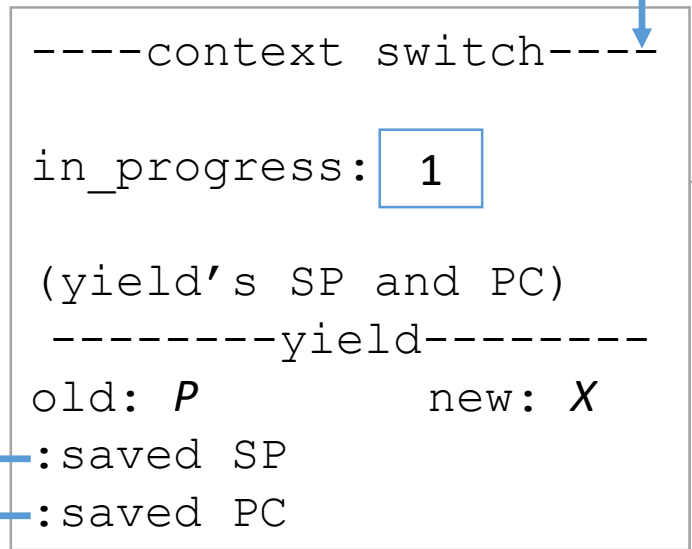 ----context switch----
in_progress: 1
(yield's SP and PC)
--------yield--------
old: P new: X
:saved SP
:saved PC